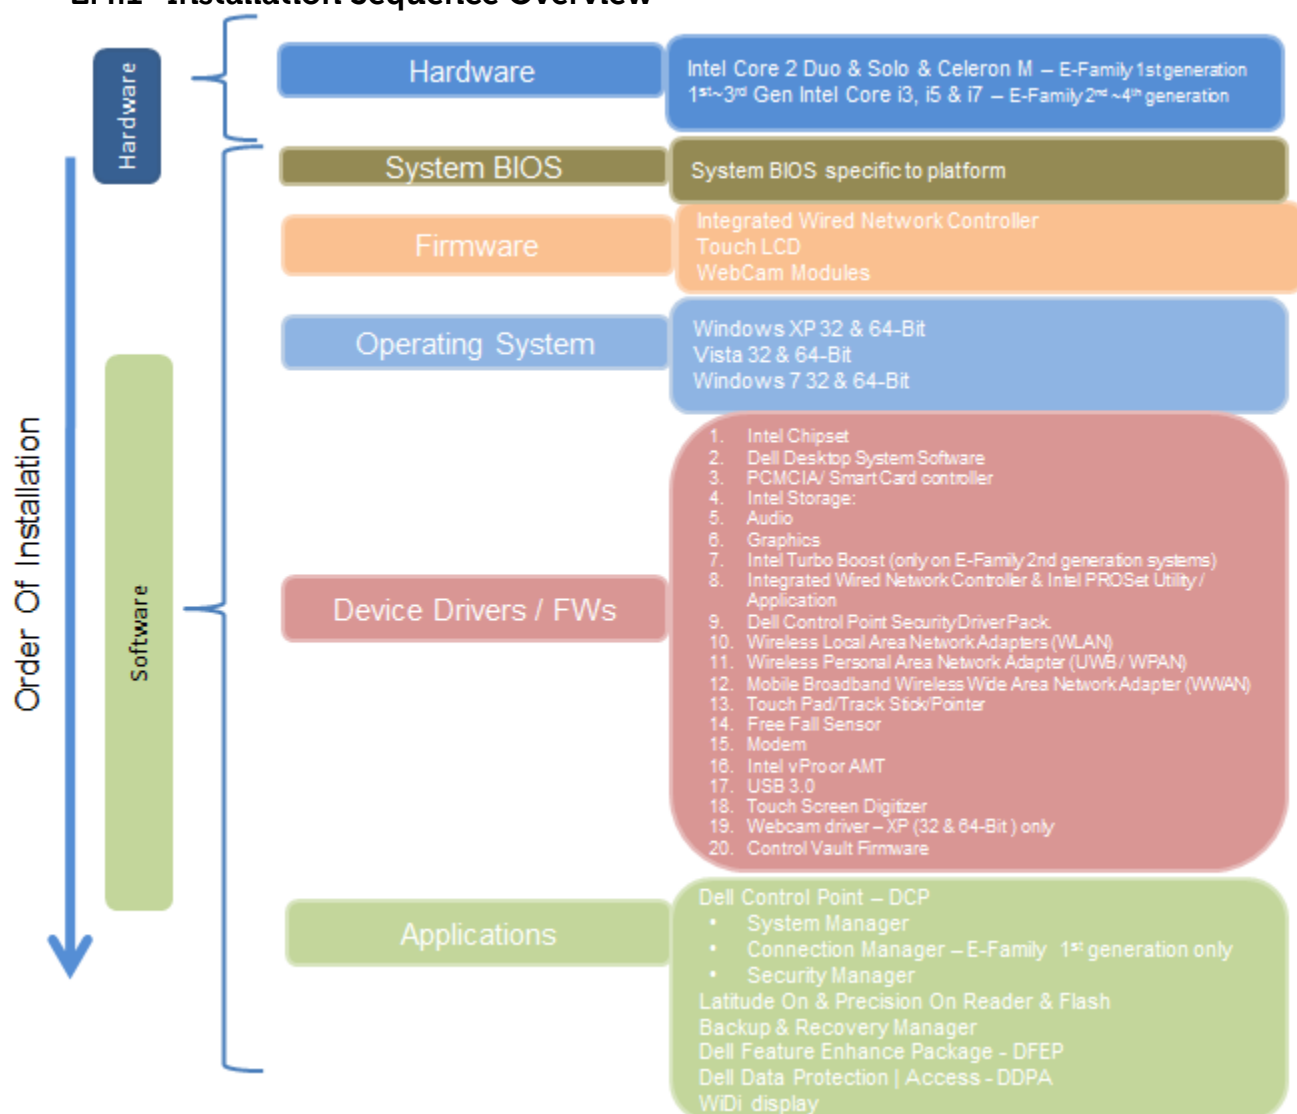 Installation Sequence Overview
Hardware
Hardware
Intel Core 2 Duo & Solo & Celeron M – E-Family 1st generation
1st~3rd Gen Intel Core i3, i5 & i7 – E-Family 2nd ~4th generation
System BIOS
System BIOS specific to platform
Firmware
Integrated Wired Network Controller
Touch LCD
WebCam Modules
Operating System
Windows XP 32 & 64-Bit
Vista 32 & 64-Bit
Windows 7 32 & 64-Bit
Order Of Installation
Software
Device Drivers / FWs
1. Intel Chipset
2. Dell Desktop System Software
3. PCMCIA/ Smart Card controller
4. Intel Storage:
5. Audio
6. Graphics
7. Intel Turbo Boost (only on E-Family 2nd generation systems)
8. Integrated Wired Network Controller & Intel PROSet Utility /
Application
9. Dell Control Point Security Driver Pack.
10. Wireless Local Area Network Adapters (WLAN)
11. Wireless Personal Area Network Adapter (UWB / WPAN)
12. Mobile Broadband Wireless Wide Area Network Adapter (WWAN)
13. Touch Pad/Track Stick/Pointer
14. Free Fall Sensor
15. Modem
16. Intel vPro or AMT
17. USB 3.0
18. Touch Screen Digitizer
19. Webcam driver – XP (32 & 64-Bit ) only
20. Control Vault Firmware
Applications
Dell Control Point – DCP
• System Manager
• Connection Manager – E-Family 1st generation only
• Security Manager
Latitude On & Precision On Reader & Flash
Backup & Recovery Manager
Dell Feature Enhance Package - DFEP
Dell Data Protection | Access - DDPA
WiDi display